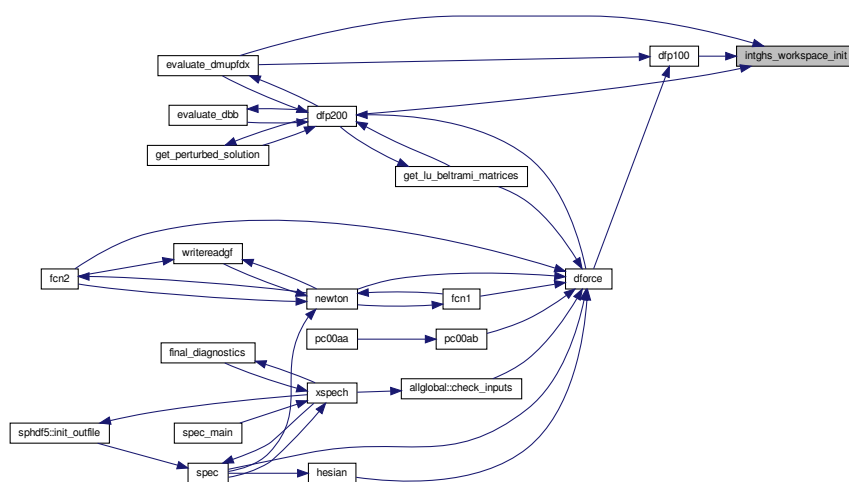 intghs_workspace_init
dfp100
evaluate_dmupfdx
evaluate_dbb
dfp200
get_perturbed_solution
get_lu_beltrami_matrices
writereadgf
fcn2
dforce
newton
fcn1
pc00aa
pc00ab
final_diagnostics
allglobal::check_inputs
xspech
sphdf5::init_outfile
spec_main
spec
hesian